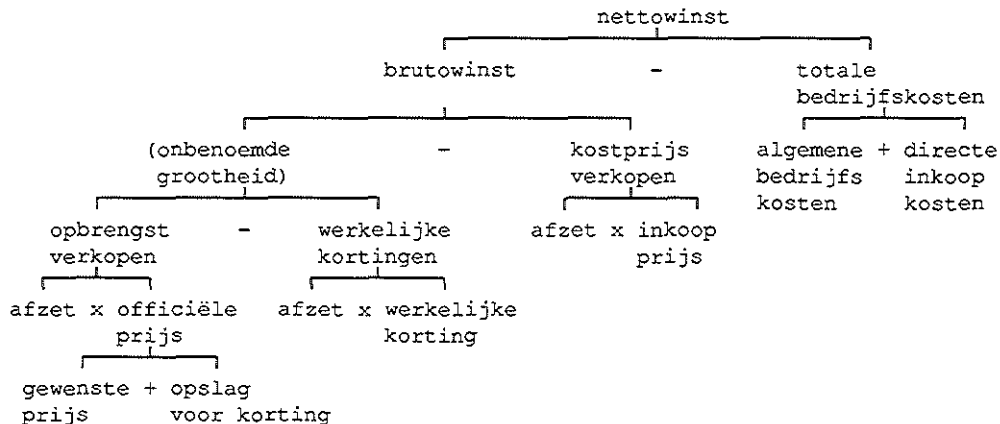 nettowinst
brutowinst - totale
bedrijfskosten
(onbenoemde - kostprijs algemene + directe
grootheid) verkopen bedrijfs inkoop
kosten kosten
opbrengst - werkelijke afzet x inkoop
verkopen kortingen prijs
afzet x officiële afzet x werkelijke
prijs korting
gewenste + opslag
prijs voor korting